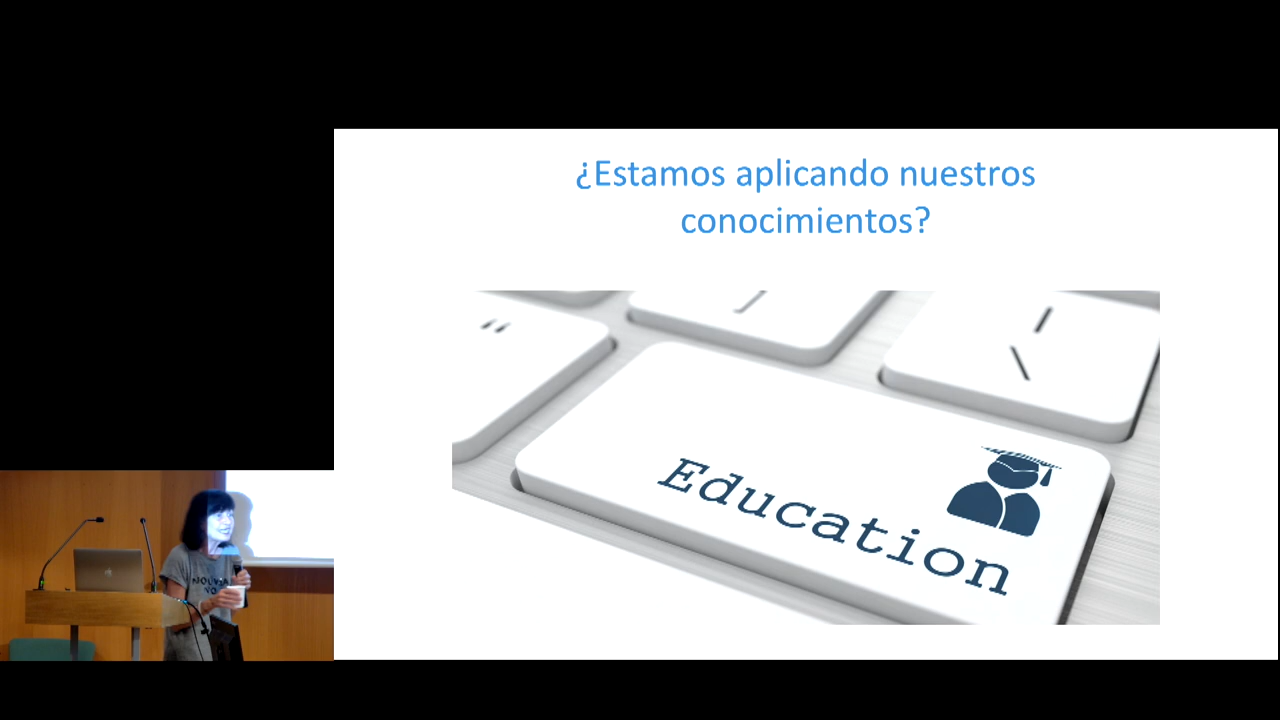 ¿Estamos aplicando nuestros
conocimientos?
"
]
|
\
Education